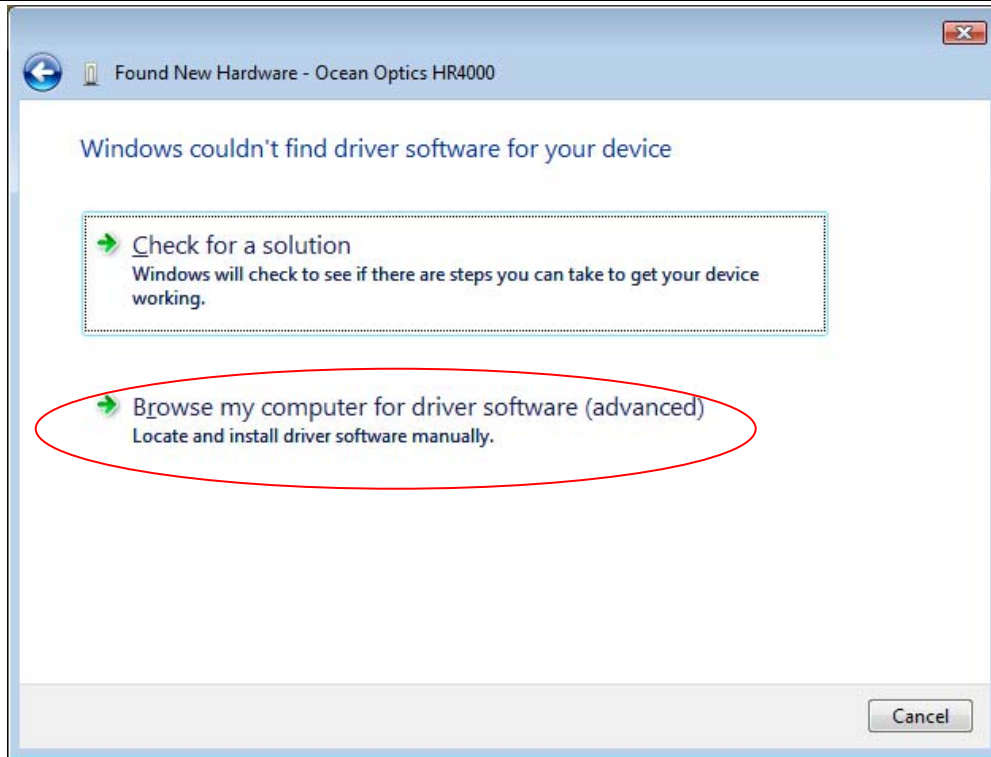 Found New Hardware - Ocean Optics HR4000
Windows couldn't find driver software for your device
Check for a solution
Windows will check to see if there are steps you can take to get your device
working.
Browse my computer for driver software (advanced)
Locate and install driver software manually.
Cancel